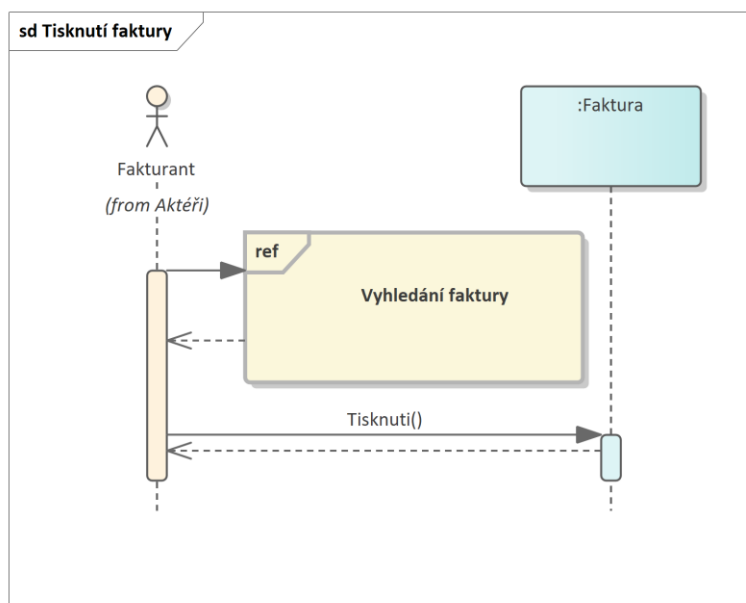 sd Tisknutí faktury
:Faktura
Fakturant
(from Aktéři)
ref
Vyhledání faktury
Tisknuti()